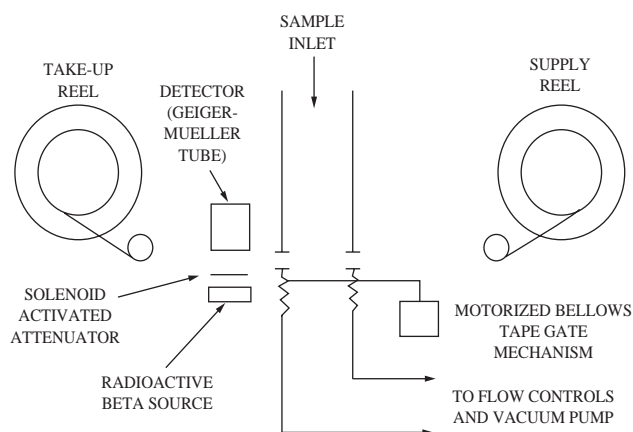 SAMPLE
INLET
TAKE-UP
REEL
DETECTOR
(GEIGER-
MUELLER
TUBE)
SUPPLY
REEL
SOLENOID
ACTIVATED
ATTENUATOR
RADIOACTIVE
BETA SOURCE
MOTORIZED BELLOWS
TAPE GATE
MECHANISM
TO FLOW CONTROLS
AND VACUUM PUMP